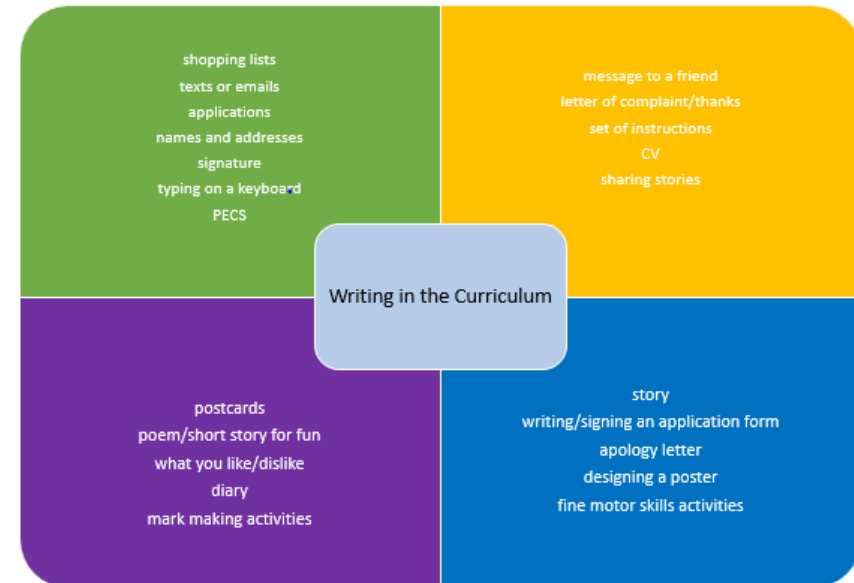 shopping lists
texts or emails
applications
names and addresses
signature
typing on a keyboard
PECS
message to a friend
letter of complaint/thanks
set of instructions
CV
sharing stories
Writing in the Curriculum
postcards
poem/short story for fun
what you like/dislike
diary
mark making activities
story
writing/signing an application form
apology letter
designing a poster
fine motor skills activities